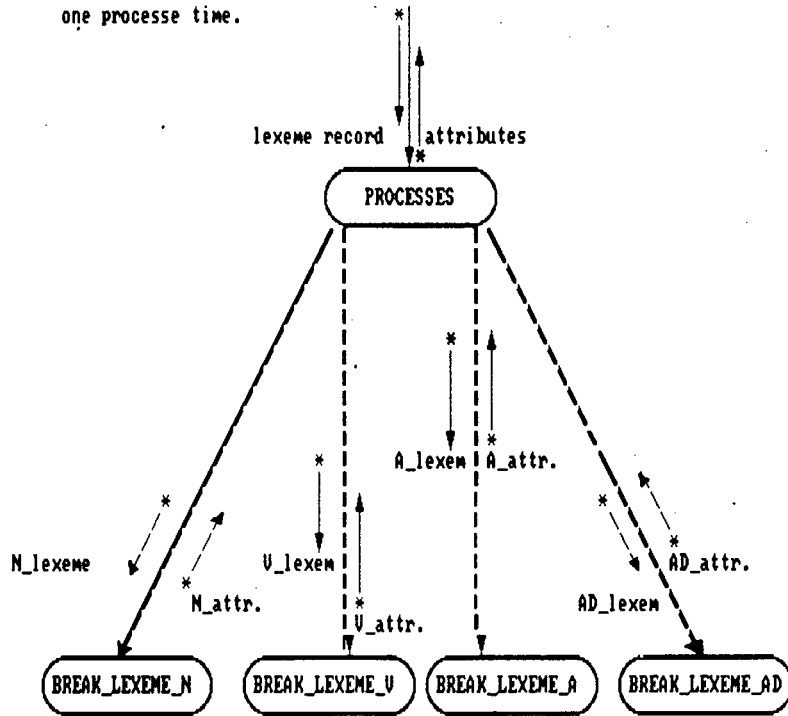 one processe time.
lexeme record attributes
PROCESSES
A_lexem A_attr.
N_lexeme V_lexem AD_attr.
N_attr. AD_lexem
V_attr.
BREAK_LEXEME_N BREAK_LEXEME_V BREAK_LEXEME_A BREAK_LEXEME_AD